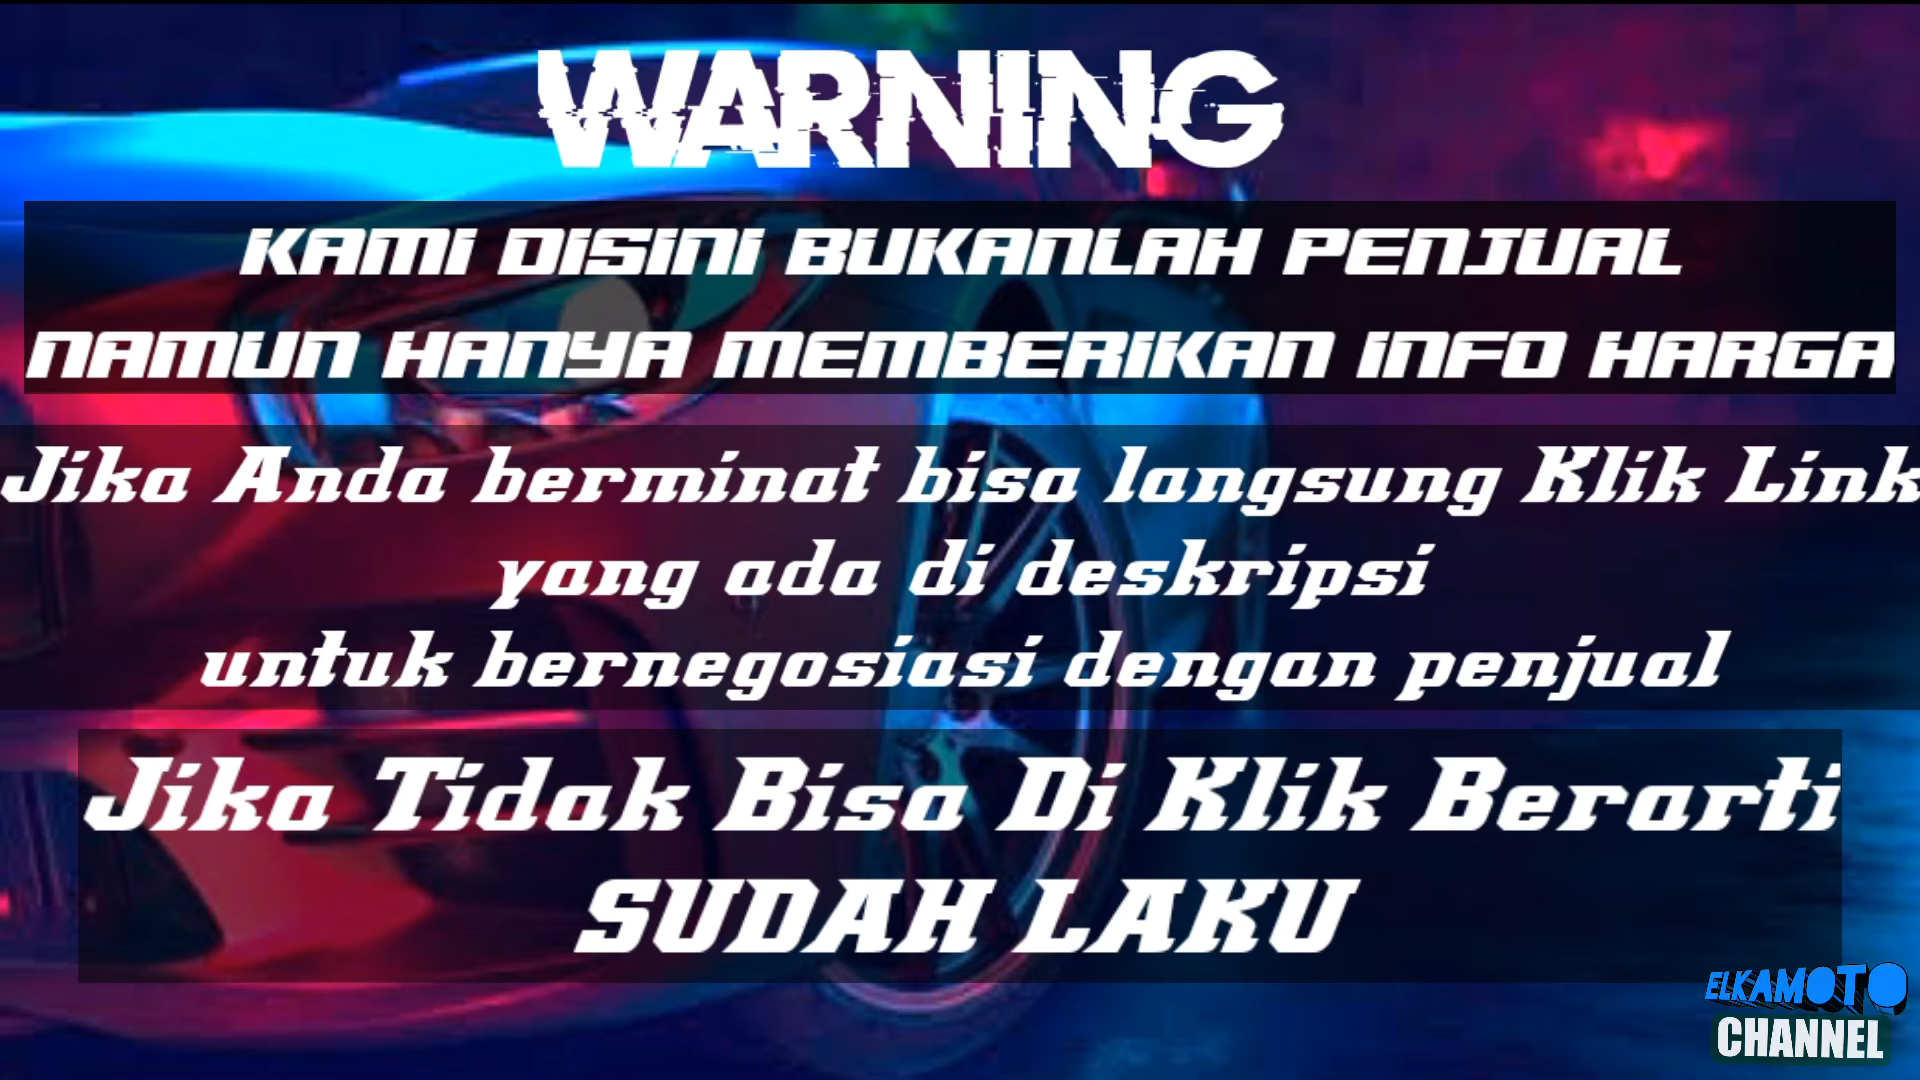 WARNING
KAMI DISINI BUKANLAH PENJUAL
NAMUN HANYA MEMBERIKAN INFO HARGA
Jika Anda berminat bisa langsung Klik Link
yang ada di deskripsi
untuk bernegosiasi dengan penjual
Jika Tidak Bisa Di Klik Berarti
SUDAH LAKU
ELKAMOTO
CHANNEL